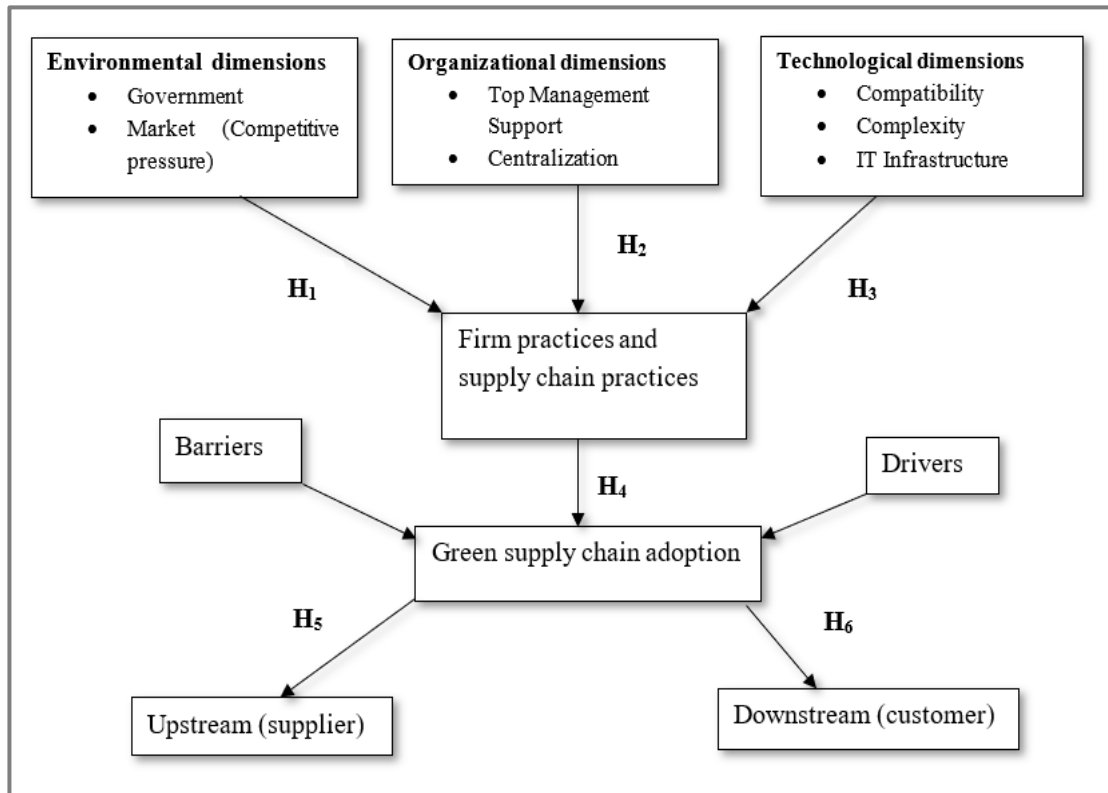 Environmental dimensions
• Government
• Market (Competitive
pressure)
Organizational dimensions
• Top Management
Support
• Centralization
Technological dimensions
• Compatibility
• Complexity
• IT Infrastructure
H₁
H₂
H₃
Firm practices and
supply chain practices
Barriers
Drivers
H₄
Green supply chain adoption
H₅
H₆
Upstream (supplier)
Downstream (customer)